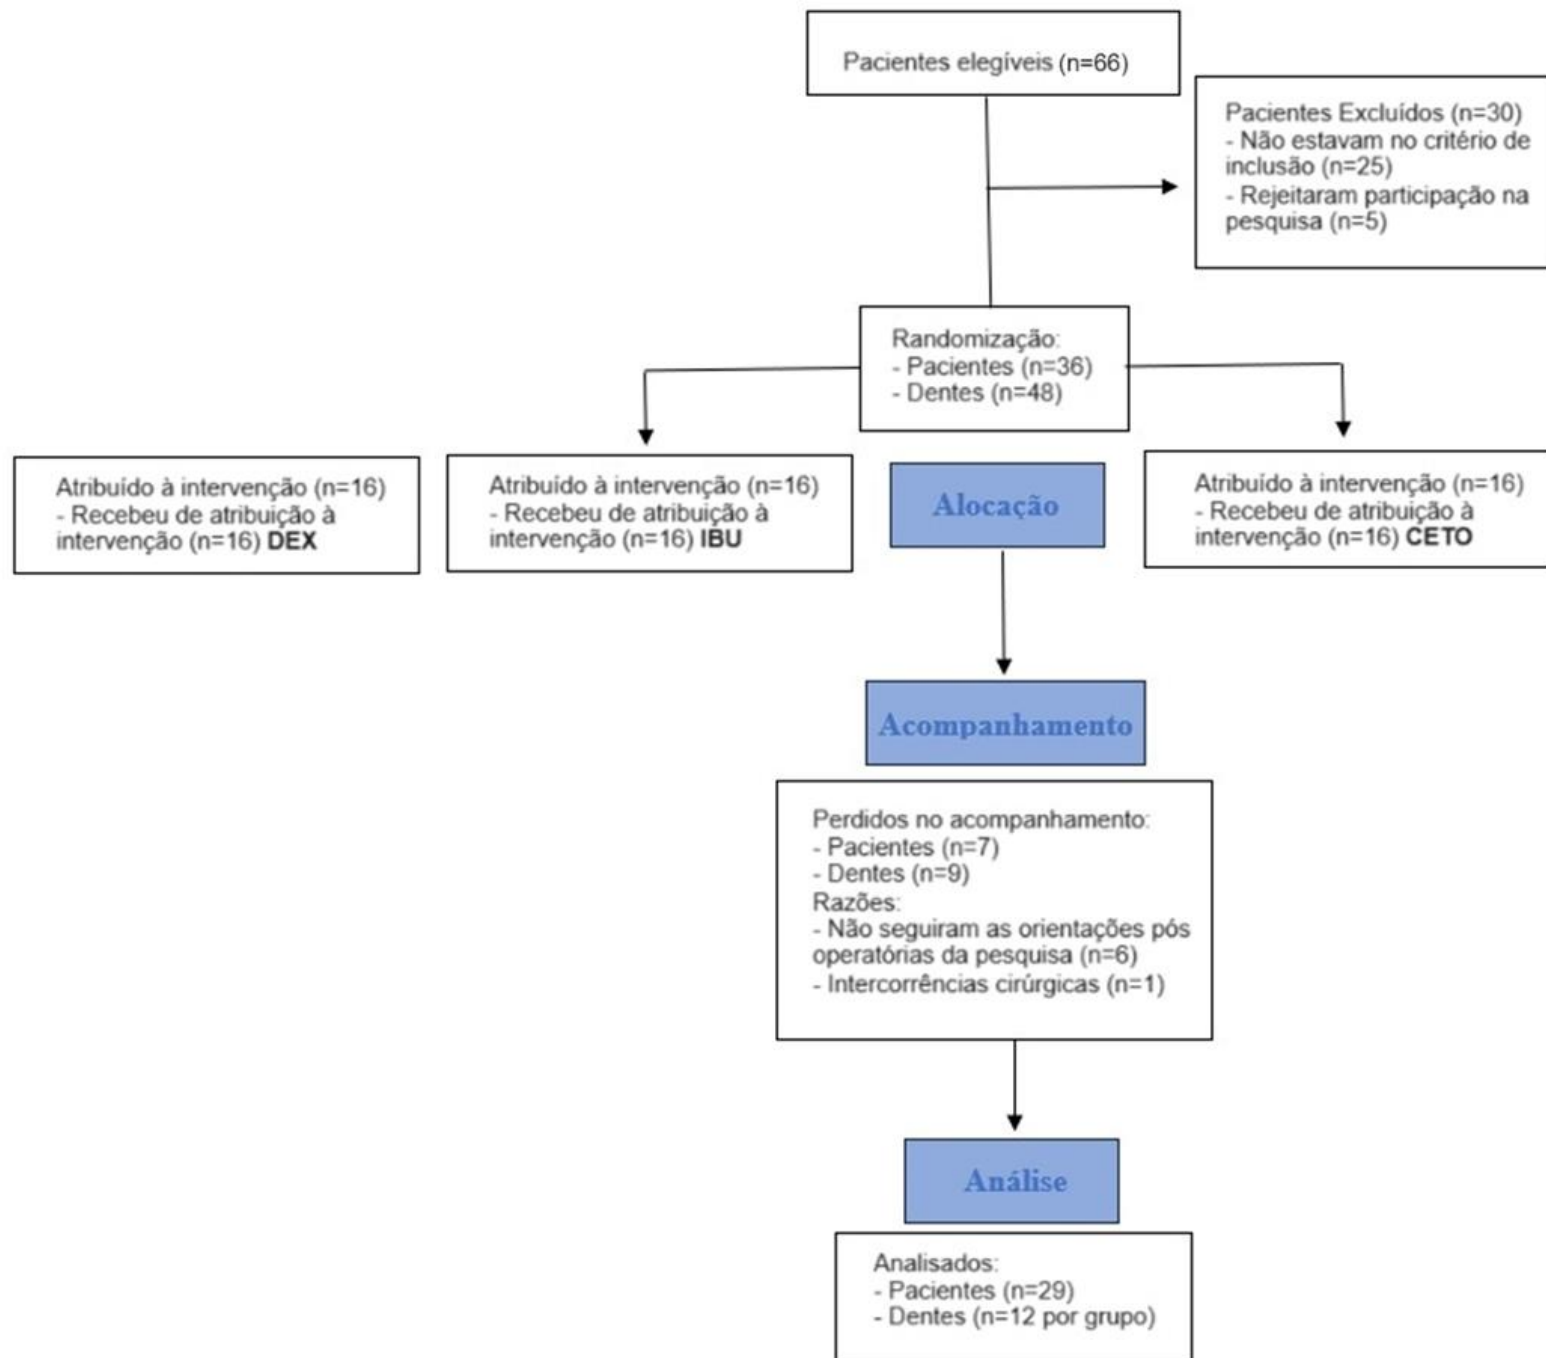 Pacientes elegíveis (n=66)
Pacientes Excluídos (n=30)
- Não estavam no critério de
inclusão (n=25)
- Rejeitaram participação na
pesquisa (n=5)
Randomização:
- Pacientes (n=36)
- Dentes (n=48)
Atribuído à intervenção (n=16)
- Recebeu de atribuição à
intervenção (n=16) DEX
Atribuído à intervenção (n=16)
- Recebeu de atribuição à
intervenção (n=16) IBU
Alocação
Atribuído à intervenção (n=16)
- Recebeu de atribuição à
intervenção (n=16) CETO
Acompanhamento
Perdidos no acompanhamento:
- Pacientes (n=7)
- Dentes (n=9)
Razões:
- Não seguiram as orientações pós
operatórias da pesquisa (n=6)
- Intercorrências cirúrgicas (n=1)
Análise
Analisados:
- Pacientes (n=29)
- Dentes (n=12 por grupo)